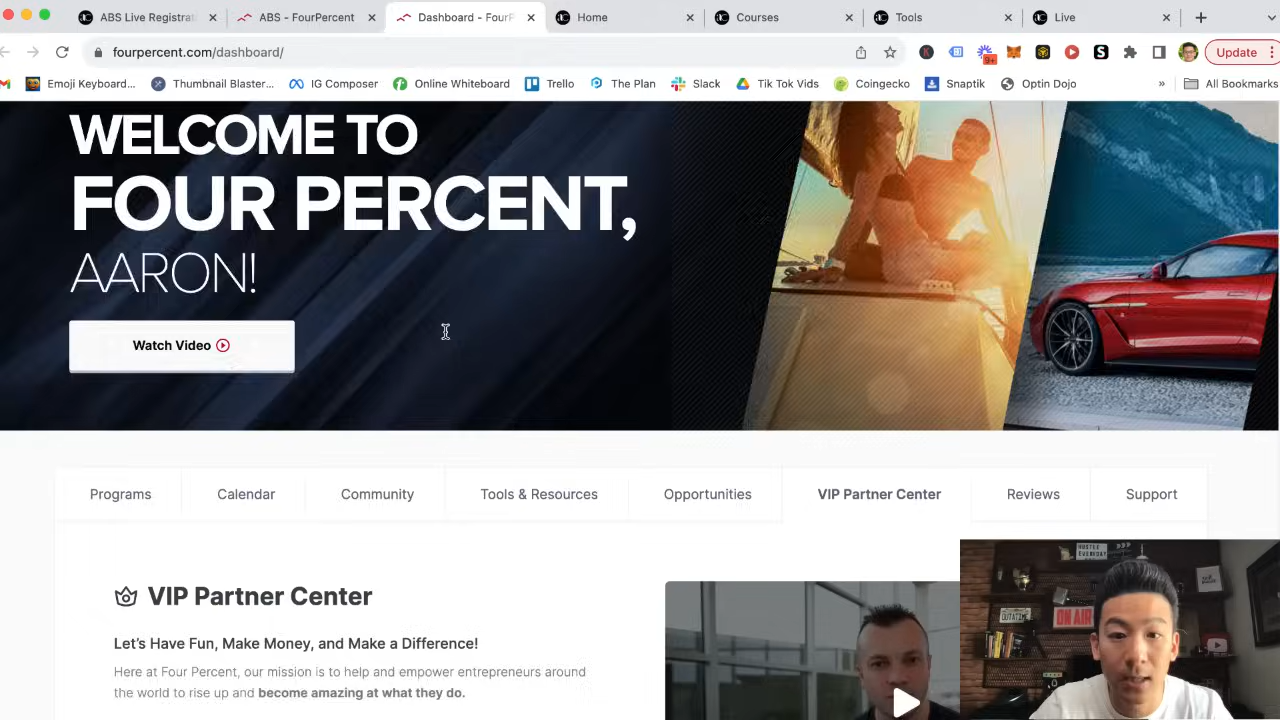 ABS Live Registrat
ABS - FourPercent
Dashboard - FourP
Home
Courses
Tools
Live
fourpercent.com/dashboard/
9+
Update
Emoji Keyboard...
Thumbnail Blaster...
IG Composer
Online Whiteboard
Trello
The Plan
Slack
Tik Tok Vids
Coingecko
Snaptik
Optin Dojo
»
All Bookmarks
WELCOME TO
FOUR PERCENT,
AARON!
Watch Video
Programs
Calendar
Community
Tools & Resources
Opportunities
VIP Partner Center
Reviews
Support
VIP Partner Center
Let's Have Fun, Make Money, and Make a Difference!
Here at Four Percent, our mission is to help and empower entrepreneurs around
the world to rise up and become amazing at what they do.
HUSTLE
EVERYDAY
OUTATIME
ON AIR